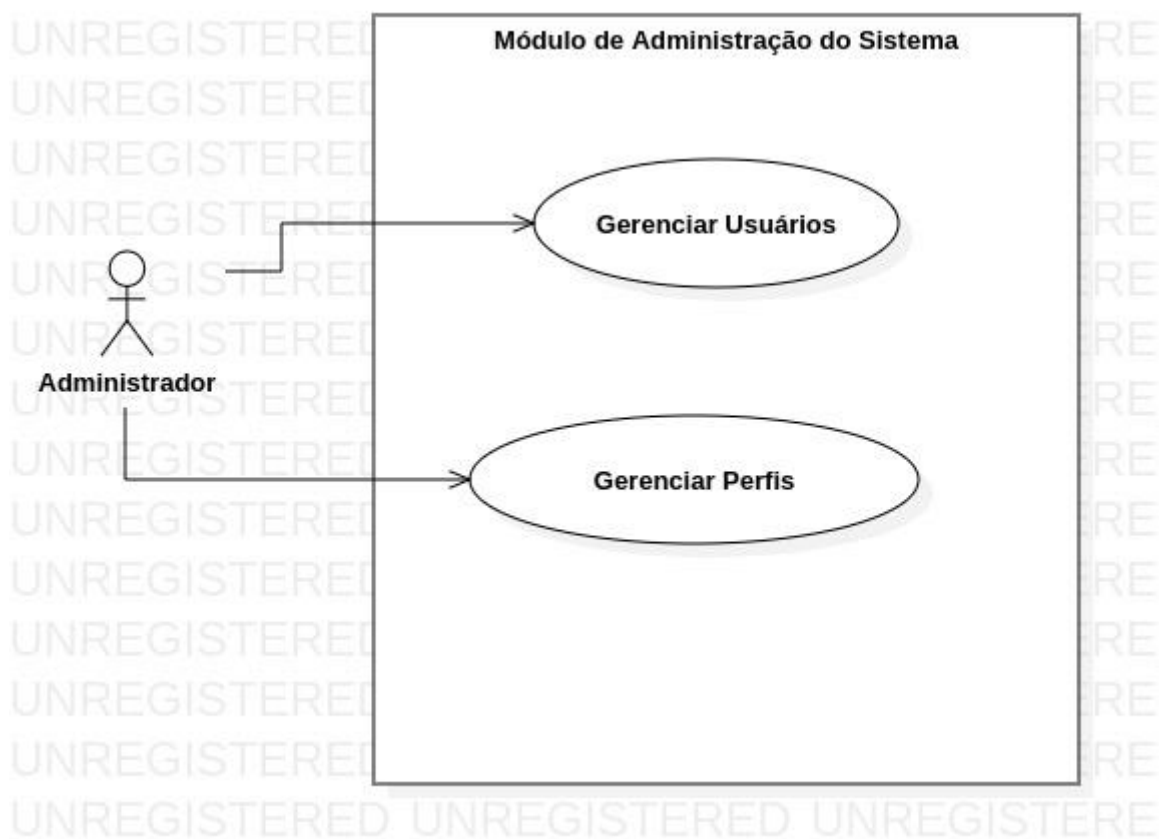 Módulo de Administração do Sistema
Gerenciar Usuários
Administrador
Gerenciar Perfis
UNREGISTERED UNREGISTERED UNREGISTERE